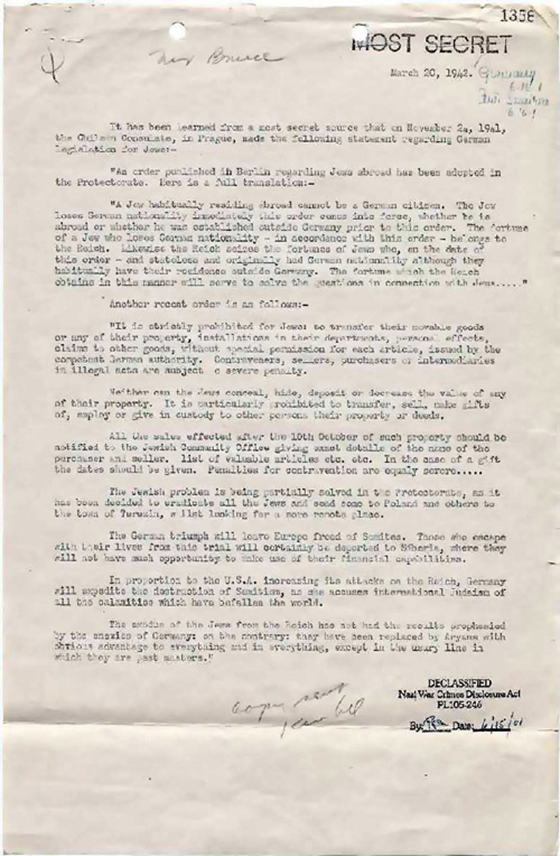 1358
MOST SECRET
March 20, 1942.
Germany
It has been learned from a most secret source that on November 24, 1941,
the Chilean Consulate, in Prague, made the following statement regarding German
legislation for Jews:-
"An order published in Berlin regarding Jews abroad has been adopted in
the Protectorate. Here is a full translation:-
"A Jew habitually residing abroad cannot be a German citizen. The Jew
loses German nationality immediately this order comes into force, whether he is
abroad or whether he was established outside Germany prior to this order. The fortune
of a Jew who loses German nationality - in accordance with this order - belongs to
the Reich. Likewise the Reich seizes the fortunes of Jews who, on the date of
this order - and stateless and originally had German nationality although they
habitually have their residence outside Germany. The fortune which the Reich
obtains in this manner will serve to solve the questions in connection with Jews....."
Another recent order is as follows:-
"It is strictly prohibited for Jews: to transfer their movable goods
or any of their property, installations in their departments, personal effects,
claims to other goods, without special permission for each article, issued by the
competent German authority. Contraveners, sellers, purchasers or intermediaries
in illegal acts are subject o severe penalty.
Neither can the Jews conceal, hide, deposit or decrease the value of any
of their property. It is particularly prohibited to transfer, sell, make gifts
of, employ or give in custody to other persons their property or deeds.
All the sales effected after the 10th October of such property should be
notified to the Jewish Community Office giving exact details of the name of the
purchaser and seller. list of valuable articles etc. etc. In the case of a gift
the dates should be given. Penalties for contravention are equaly severe.....
The Jewish problem is being partially solved in the Protectorate, as it
has been decided to eradicate all the Jews and send some to Poland and others to
the town of Terezin, w ilst looking for a more remote place.
The German triumph will leave Europe freed of Semites. Those who escape
with their lives from this trial will certainly be deported to Siberia, where they
will not have much opportunity to make use of their financial capabilities.
In proportion to the U.S.A. increasing its attacks on the Reich, Germany
will expedite the destruction of Semitism, as she accuses international Judaism of
all the calamities which have befallen the world.
The exodus of the Jews from the Reich has not had the results prophesied
by the enemies of Germany: on the contrary: they have been replaced by Aryans with
obvious advantage to everything and in everything, except in the usury line in
which they are past masters."
copy sent
DECLASSIFIED
Nazi War Crimes Disclosure Act
PL105-246
By: Date: 6/15/01